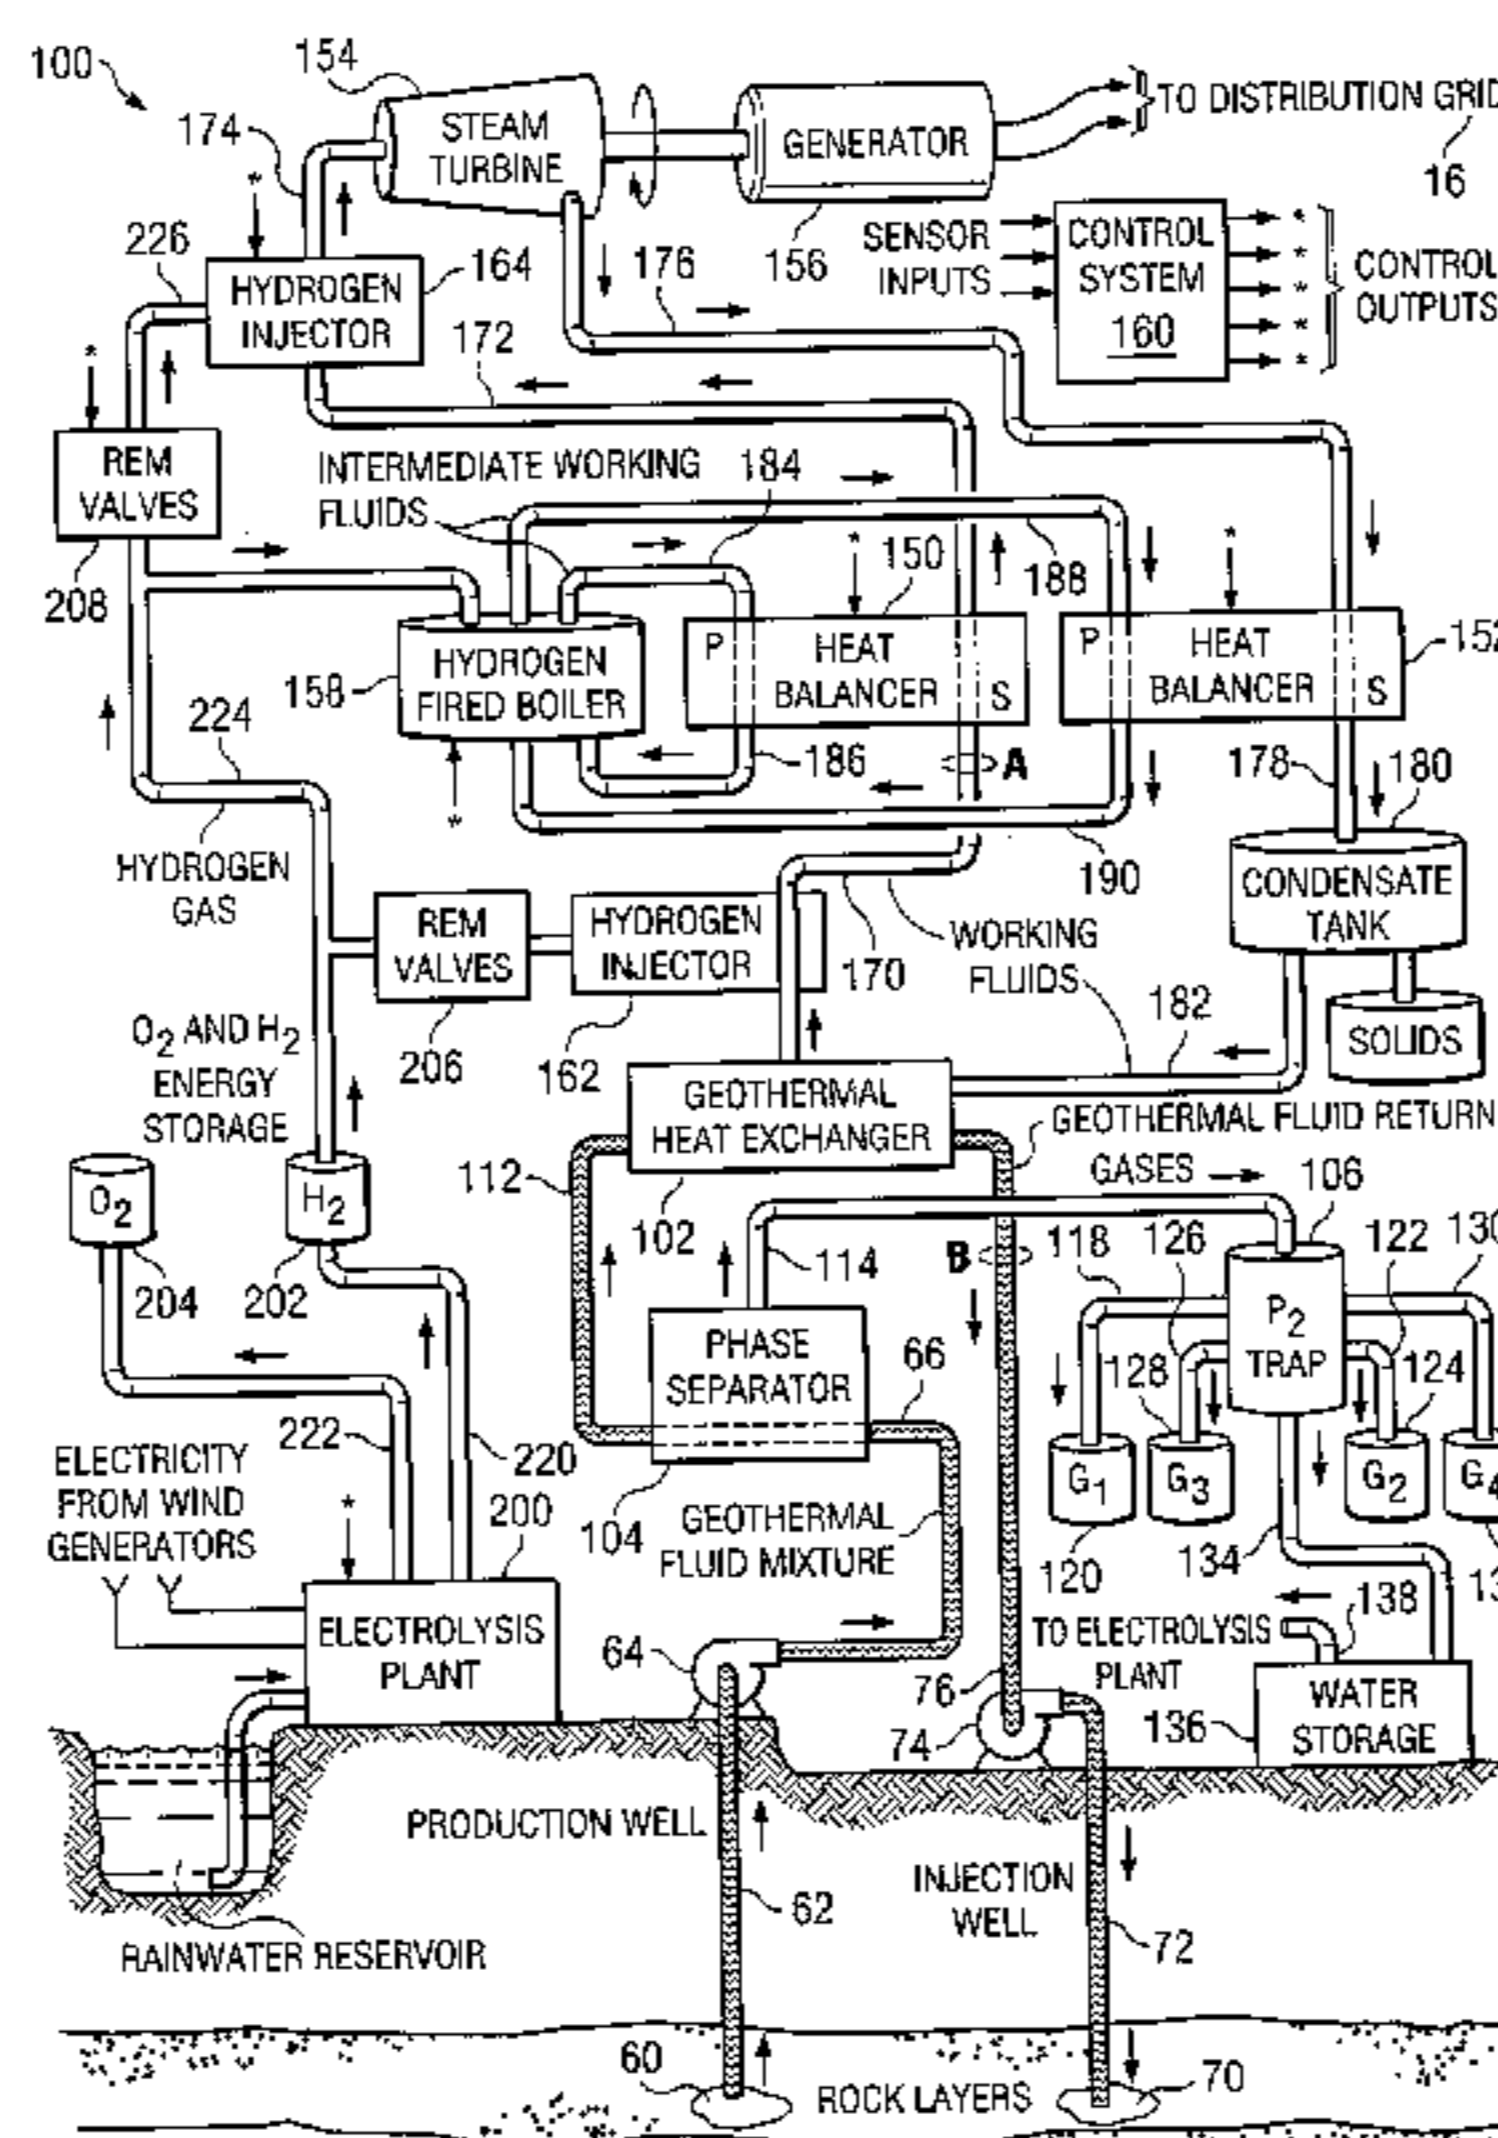 100
154
174
STEAM
TURBINE
GENERATOR
TO DISTRIBUTION GRID
16
*
226
HYDROGEN
INJECTOR
164
176
156
SENSOR
INPUTS
CONTROL
SYSTEM
160
*
*
*
*
*
CONTROL
OUTPUTS
172
*
REM
VALVES
208
INTERMEDIATE WORKING
FLUIDS
184
*
150
188
*
HYDROGEN
FIRED BOILER
158
P
HEAT
BALANCER
S
P
HEAT
BALANCER
S
152
224
186
A
178
180
*
190
HYDROGEN
GAS
CONDENSATE
TANK
REM
VALVES
206
HYDROGEN
INJECTOR
162
170
WORKING
FLUIDS
182
SOLIDS
O2 AND H2
ENERGY
STORAGE
GEOTHERMAL
HEAT EXCHANGER
GEOTHERMAL FLUID RETURN
O2
H2
112
102
GASES
106
204
202
114
B
118
126
122
130
PHASE
SEPARATOR
66
P2
TRAP
128
124
222
220
G1
G3
G2
G4
ELECTRICITY
FROM WIND
GENERATORS
*
200
104
GEOTHERMAL
FLUID MIXTURE
120
134
138
ELECTROLYSIS
PLANT
64
TO ELECTROLYSIS
PLANT
76
74
136
WATER
STORAGE
PRODUCTION WELL
INJECTION
WELL
62
72
RAINWATER RESERVOIR
60
ROCK LAYERS
70